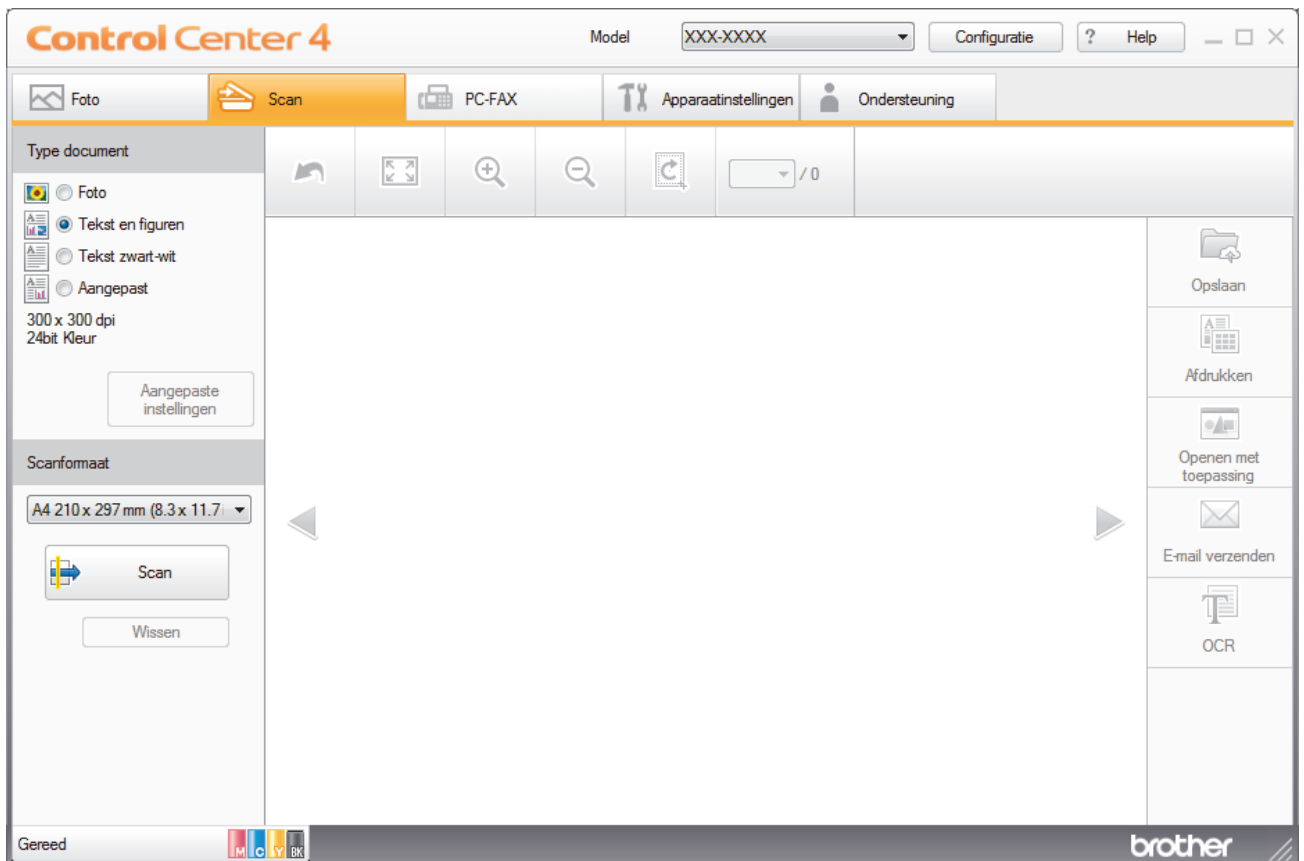 Control Center 4
Model XXX-XXXX Configuratie ? Help
Foto Scan PC-FAX Apparaatinstellingen Ondersteuning
Type document
Foto
Tekst en figuren
Tekst zwart-wit
Aangepast
300 x 300 dpi
24bit Kleur
Aangepaste
instellingen
Scanformaat
A4 210 x 297 mm (8.3 x 11.7
Scan
Wissen
/ 0
Opslaan
Afdrukken
Openen met
toepassing
E-mail verzenden
OCR
Gereed
M C Y BK
brother